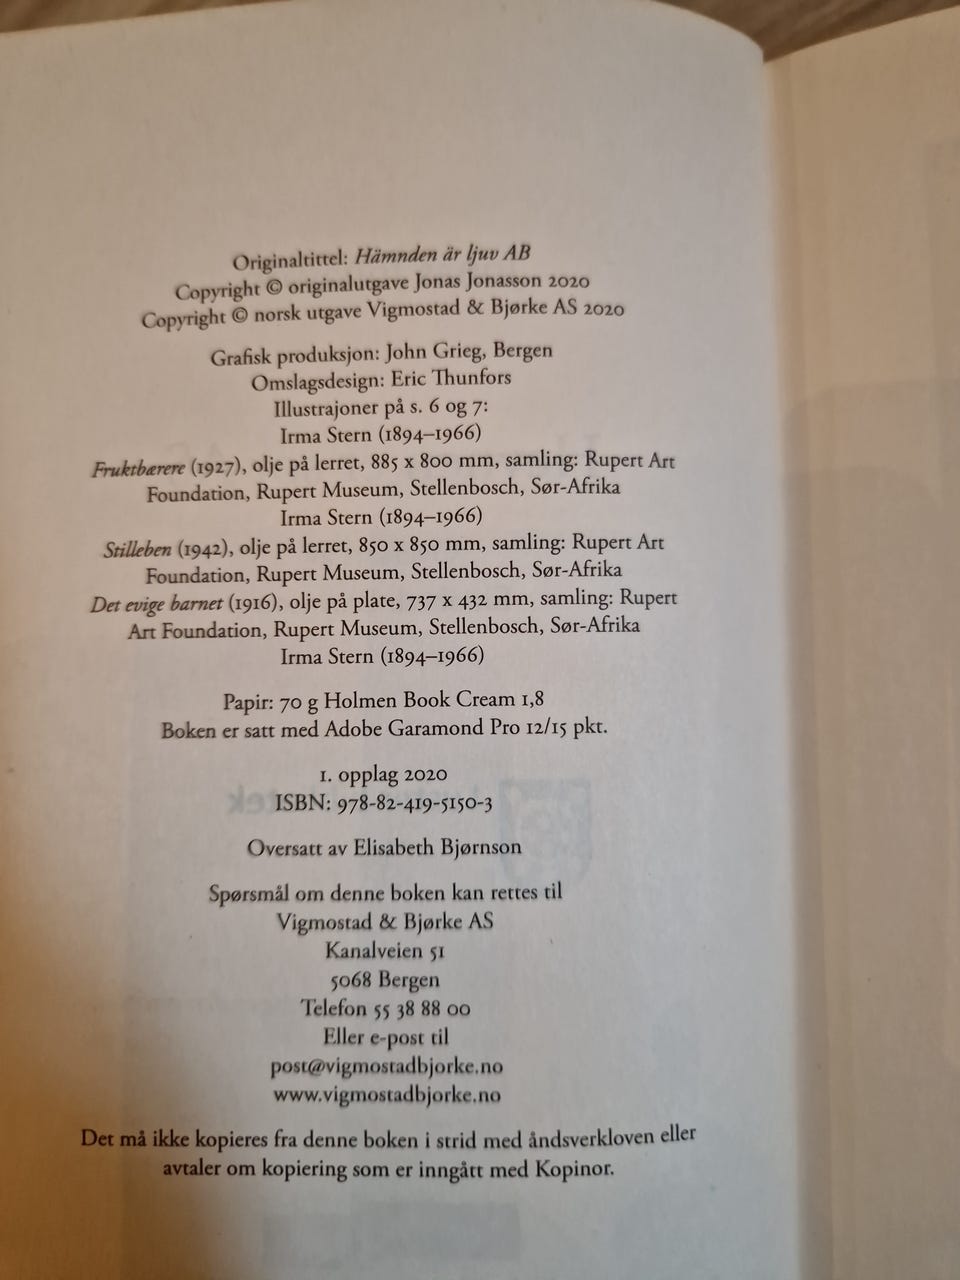 Originaltittel: Hämnden är ljuv AB
Copyright © originalutgave Jonas Jonasson 2020
Copyright © norsk utgave Vigmostad & Bjørke AS 2020
Grafisk produksjon: John Grieg, Bergen
Omslagsdesign: Eric Thunfors
Illustrajoner på s. 6 og 7:
Irma Stern (1894–1966)
Fruktbærere (1927), olje på lerret, 885 x 800 mm, samling: Rupert Art
Foundation, Rupert Museum, Stellenbosch, Sør-Afrika
Irma Stern (1894–1966)
Stilleben (1942), olje på lerret, 850 x 850 mm, samling: Rupert Art
Foundation, Rupert Museum, Stellenbosch, Sør-Afrika
Det evige barnet (1916), olje på plate, 737 x 432 mm, samling: Rupert
Art Foundation, Rupert Museum, Stellenbosch, Sør-Afrika
Irma Stern (1894–1966)
Papir: 70 g Holmen Book Cream 1,8
Boken er satt med Adobe Garamond Pro 12/15 pkt.
1. opplag 2020
ISBN: 978-82-419-5150-3
Oversatt av Elisabeth Bjørnson
Spørsmål om denne boken kan rettes til
Vigmostad & Bjørke AS
Kanalveien 51
5068 Bergen
Telefon 55 38 88 00
Eller e-post til
post@vigmostadbjorke.no
www.vigmostadbjorke.no
Det må ikke kopieres fra denne boken i strid med åndsverkloven eller
avtaler om kopiering som er inngått med Kopinor.